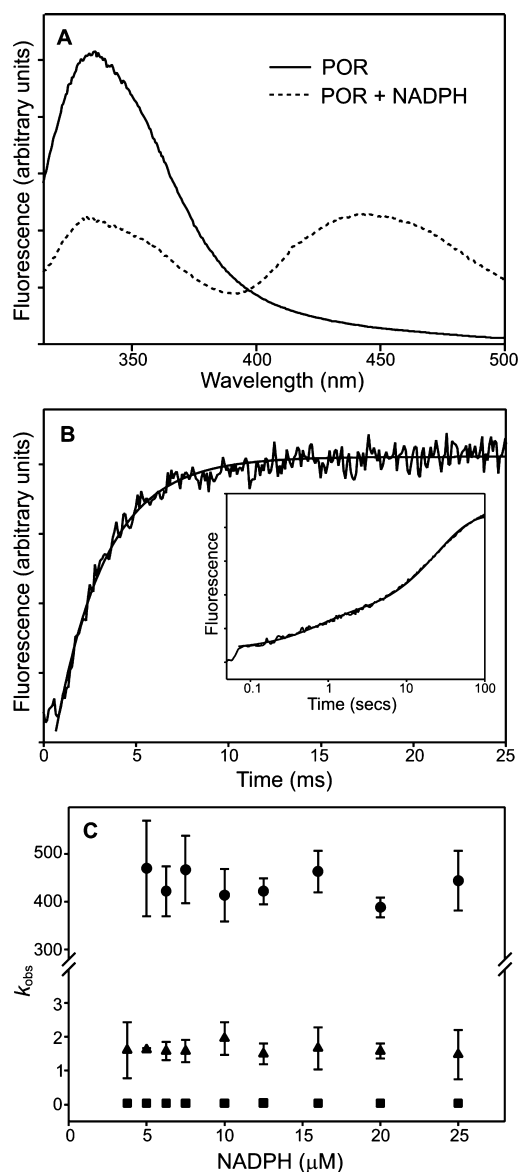 A
POR
POR + NADPH
Fluorescence (arbitrary units)
350
400
450
500
Wavelength (nm)
B
Fluorescence (arbitrary units)
Fluorescence
0.1
1
10
100
Time (secs)
0
5
10
15
20
25
Time (ms)
C
500
400
300
kobs
3
2
1
0
0
5
10
15
20
25
NADPH (μM)